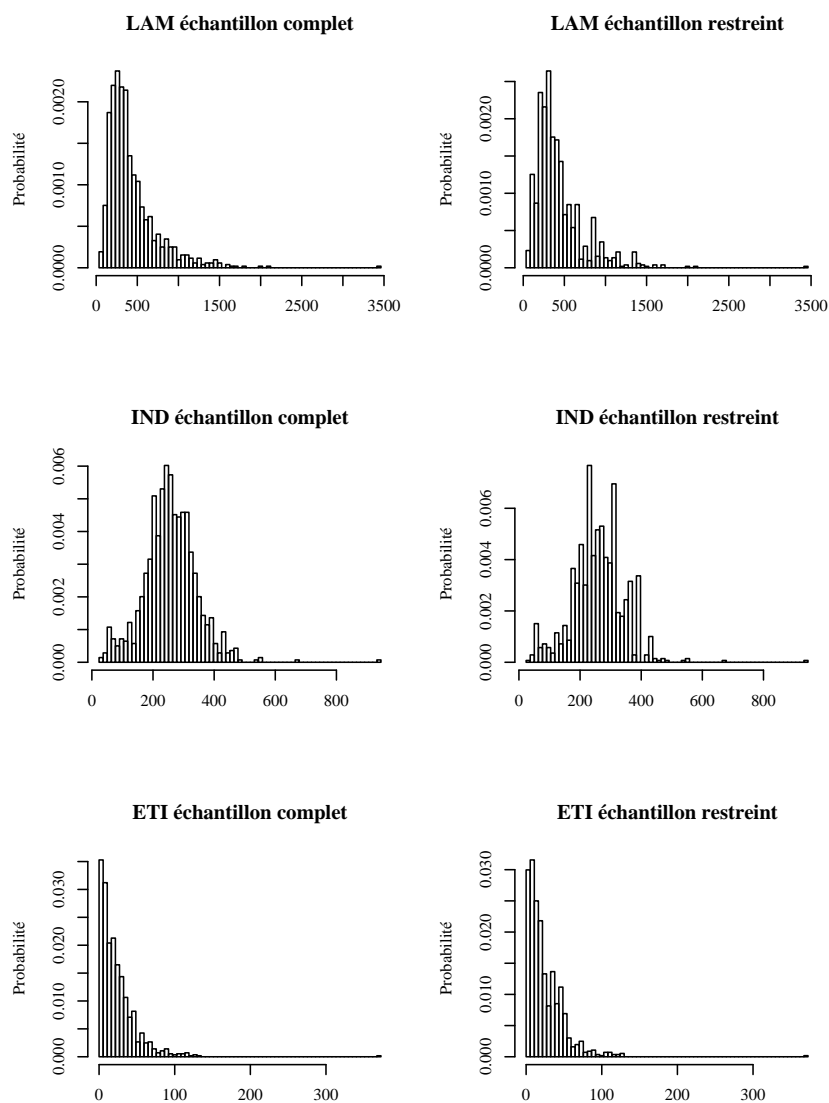 LAM échantillon complet
Probabilité
0.0000 0.0010 0.0020
0 500 1500 2500 3500
LAM échantillon restreint
Probabilité
0.0000 0.0010 0.0020
0 500 1500 2500 3500
IND échantillon complet
Probabilité
0.000 0.002 0.004 0.006
0 200 400 600 800
IND échantillon restreint
Probabilité
0.000 0.002 0.004 0.006
0 200 400 600 800
ETI échantillon complet
Probabilité
0.000 0.010 0.020 0.030
0 100 200 300
ETI échantillon restreint
Probabilité
0.000 0.010 0.020 0.030
0 100 200 300